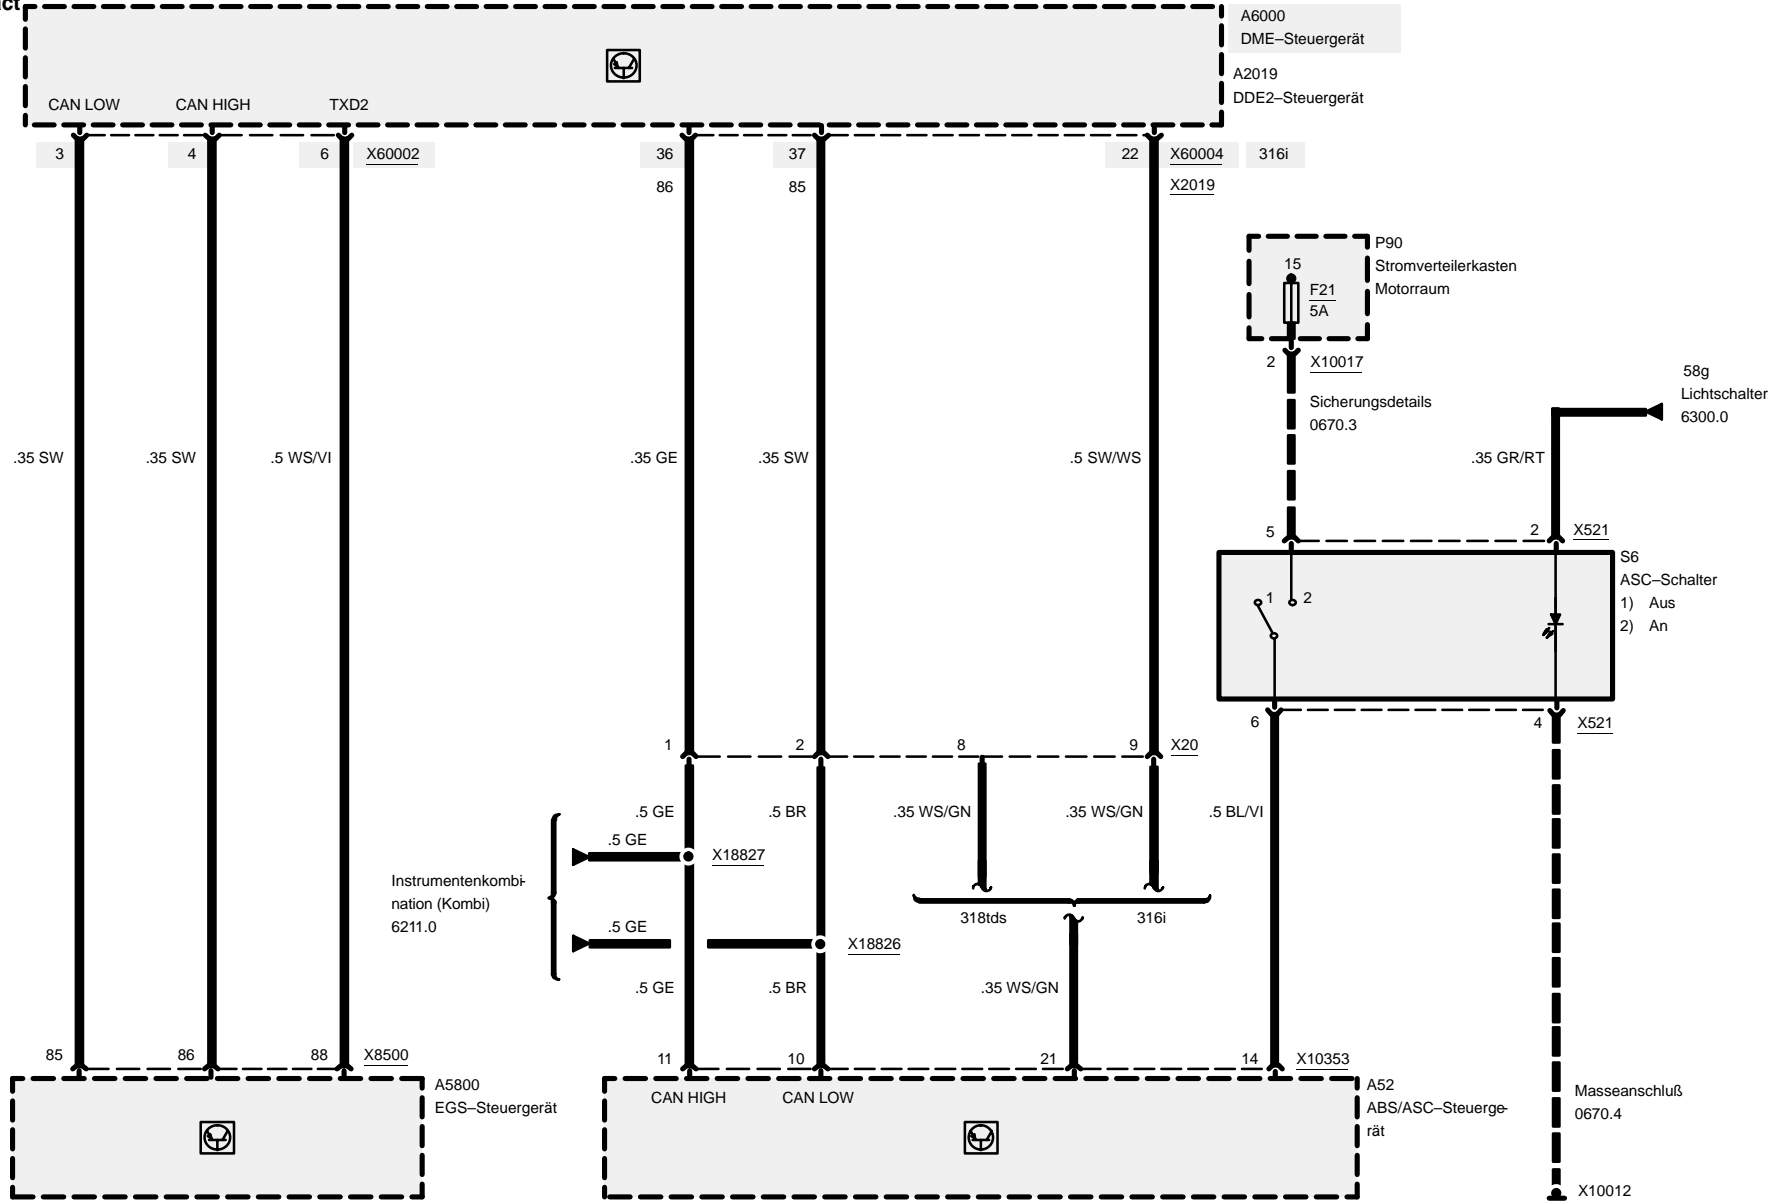 A6000
DME–Steuergerät
A2019
DDE2–Steuergerät
CAN LOW CAN HIGH TXD2
3 4 6 X60002 36 37 22 X60004 316i
86 85 X2019
P90
Stromverteilerkasten
Motorraum
15
F21
5A
2 X10017
Sicherungsdetails
0670.3
58g
Lichtschalter
6300.0
.35 SW .35 SW .5 WS/VI .35 GE .35 SW .5 SW/WS .35 GR/RT
5 2 X521
S6
ASC–Schalter
1) Aus
2) An
1 2
6 4 X521
1 2 8 9 X20
.5 GE .5 BR .35 WS/GN .35 WS/GN .5 BL/VI
.5 GE
X18827
Instrumentenkombi-
nation (Kombi)
6211.0
318tds 316i
.5 GE
X18826
.5 GE .5 BR .35 WS/GN
85 86 88 X8500 11 10 21 14 X10353
A5800
EGS–Steuergerät
CAN HIGH CAN LOW
A52
ABS/ASC–Steuerge-
rät
Masseanschluß
0670.4
X10012